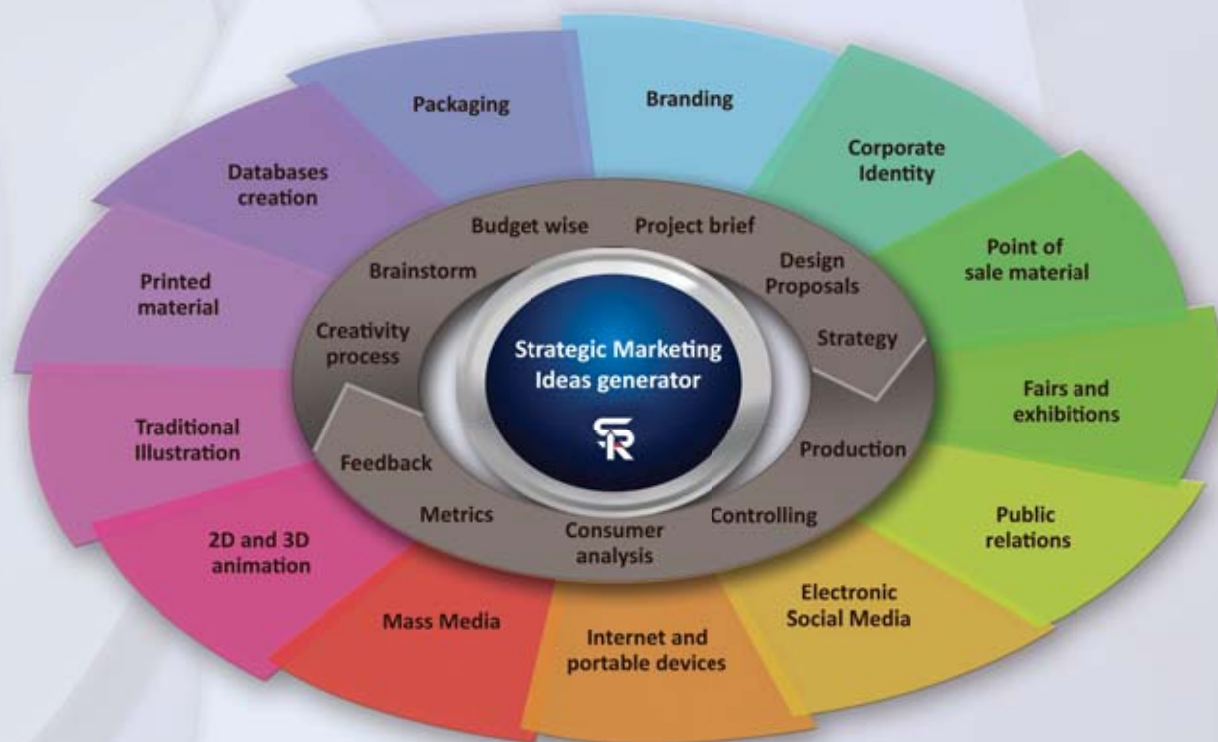 Packaging
Branding
Corporate
Identity
Point of
sale material
Fairs and
exhibitions
Public
relations
Electronic
Social Media
Internet and
portable devices
Mass Media
2D and 3D
animation
Traditional
Illustration
Printed
material
Databases
creation
Budget wise
Project brief
Design
Proposals
Strategy
Production
Controlling
Consumer
analysis
Metrics
Feedback
Creativity
process
Brainstorm
Strategic Marketing
Ideas generator
SR